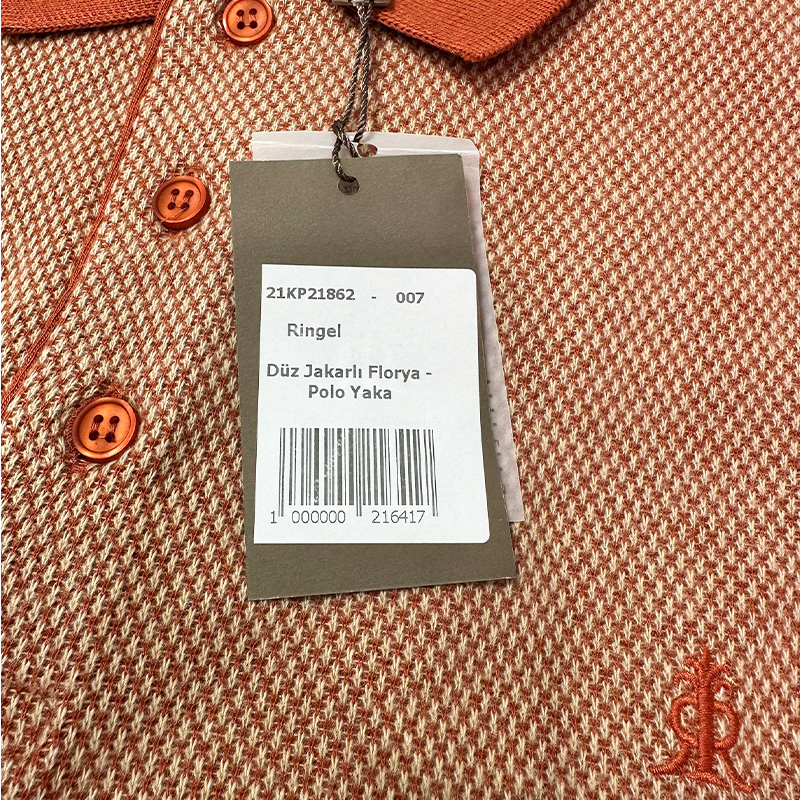 21KP21862 - 007
Ringel
Düz Jakarlı Florya -
Polo Yaka
1 000000 216417